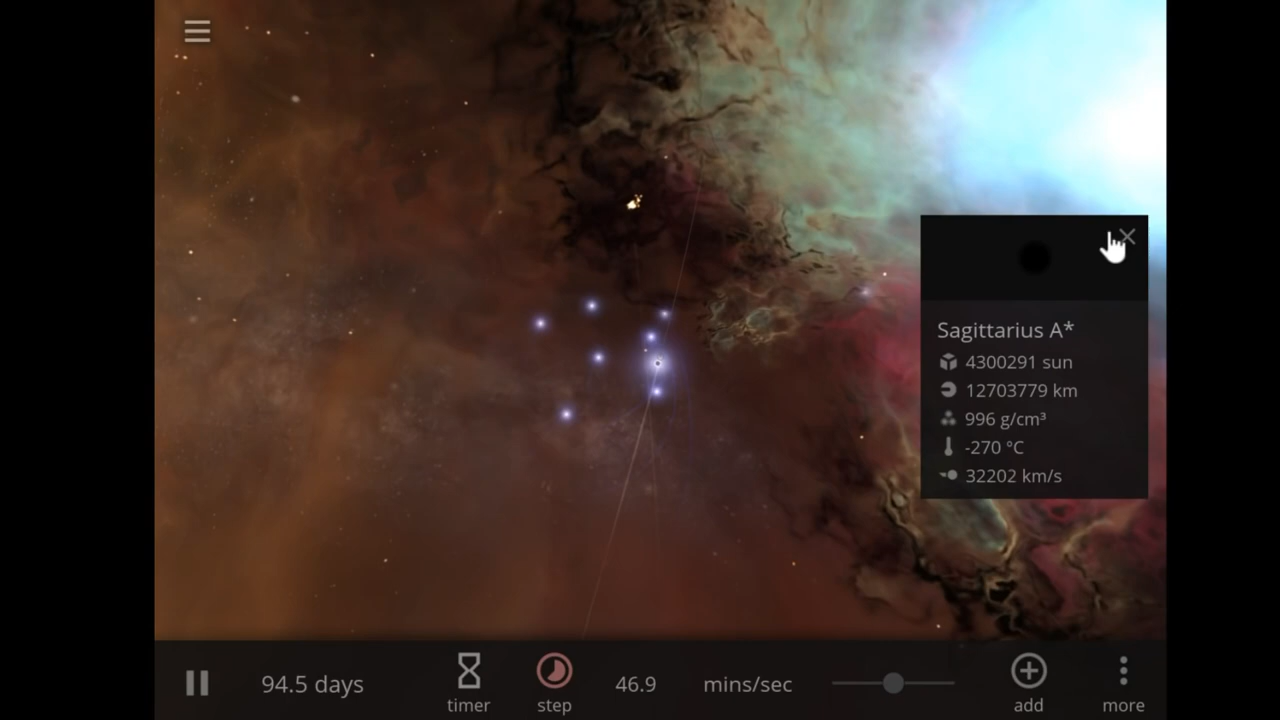 Sagittarius A*
4300291 sun
12703779 km
996 g/cm³
-270 °C
32202 km/s
94.5 days
timer
step
46.9
mins/sec
add
more